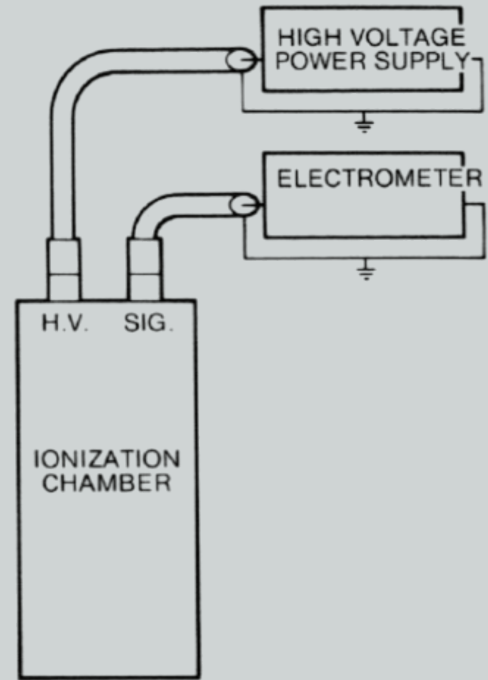 HIGH VOLTAGE
POWER SUPPLY
ELECTROMETER
H.V. SIG.
IONIZATION
CHAMBER